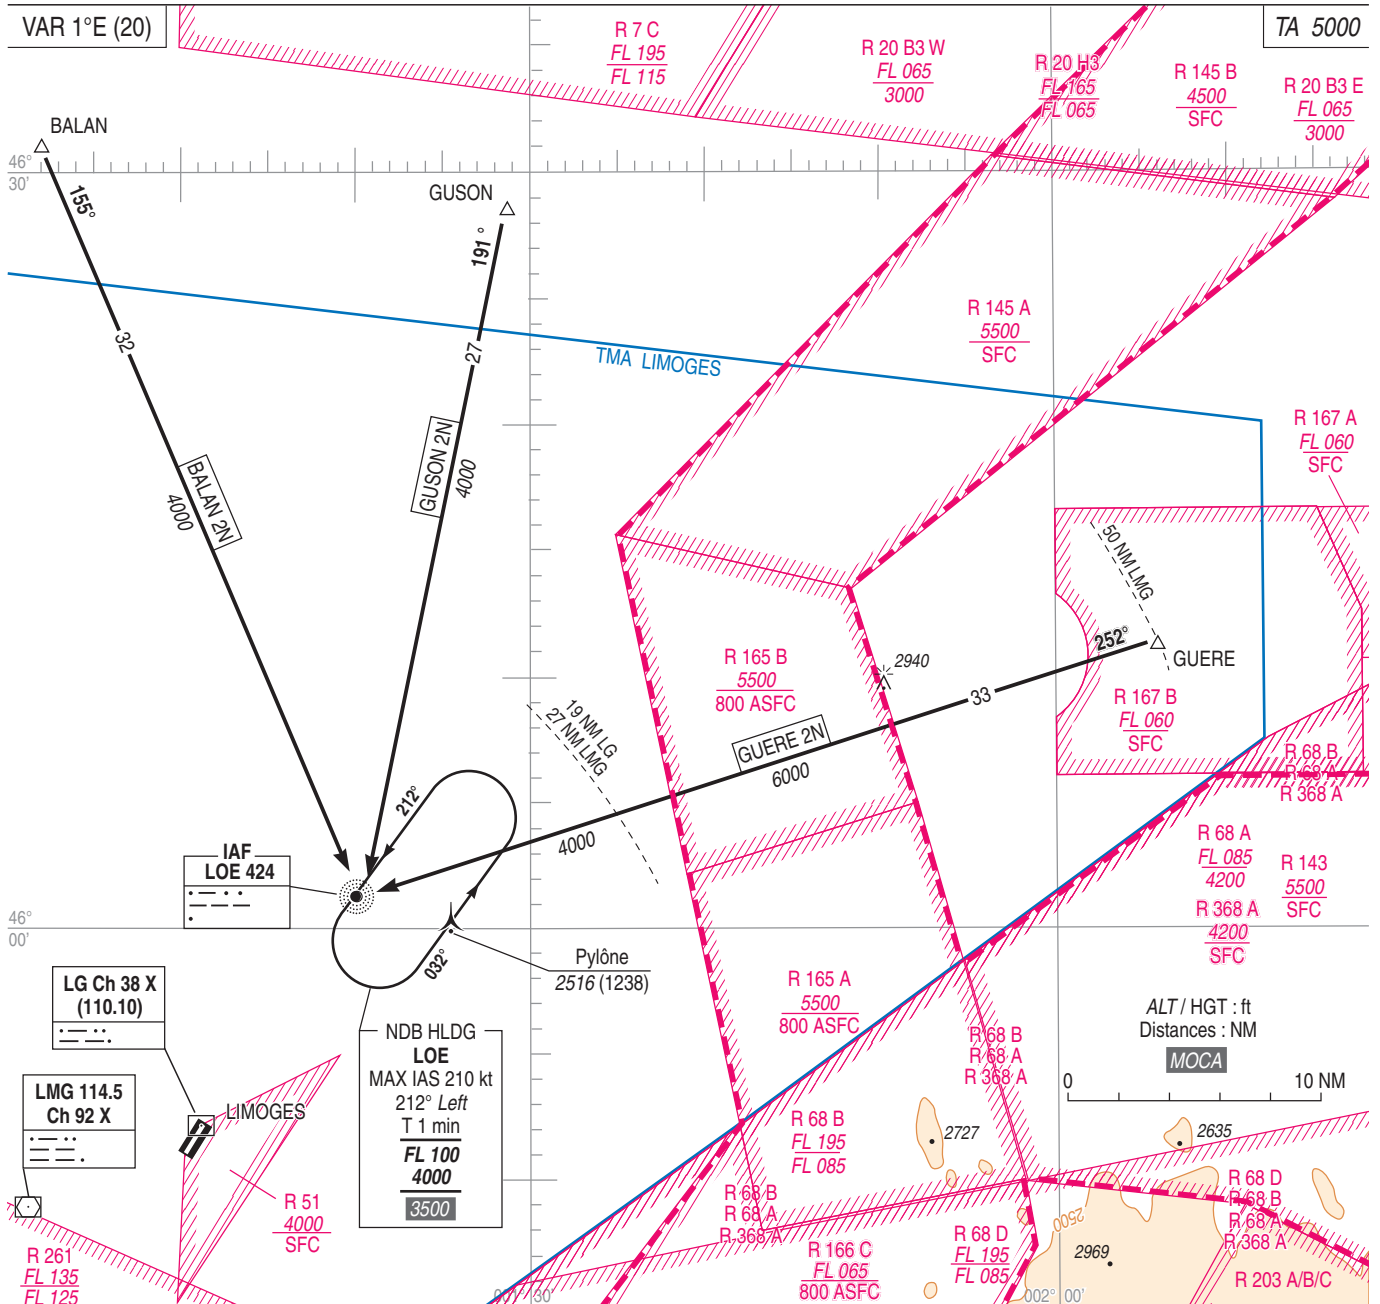 VAR 1°E (20)
TA 5000
R 7 C
FL 195
FL 115
R 20 B3 W
FL 065
3000
R 20 H3
FL 165
FL 065
R 145 B
4500
SFC
R 20 B3 E
FL 065
3000
BALAN
46°
30'
155°
GUSON
191 °
32
27
TMA LIMOGES
R 145 A
5500
SFC
R 167 A
FL 060
SFC
BALAN 2N
4000
GUSON 2N
4000
50 NM LMG
252°
GUERE
R 165 B
5500
800 ASFC
2940
33
R 167 B
FL 060
SFC
19 NM LG
27 NM LMG
GUERE 2N
6000
4000
212°
R 68 B
R 68 A
R 368 A
IAF
LOE 424
R 68 A
FL 085
4200
R 368 A
4200
SFC
R 143
5500
SFC
46°
00'
032°
Pylône
2516 (1238)
LG Ch 38 X
(110.10)
R 165 A
5500
800 ASFC
ALT / HGT : ft
Distances : NM
MOCA
0 10 NM
NDB HLDG
LOE
MAX IAS 210 kt
212° Left
T 1 min
FL 100
4000
3500
R 68 B
R 68 A
R 368 A
LMG 114.5
Ch 92 X
LIMOGES
R 68 B
FL 195
FL 085
2727
2635
R 51
4000
SFC
R 68 B
R 68 A
R 368 A
R 68 D
R 68 B
R 68 A
R 368 A
R 261
FL 135
FL 125
R 166 C
FL 065
800 ASFC
R 68 D
FL 195
FL 085
2500
2969
R 203 A/B/C
001° 30'
002° 00'